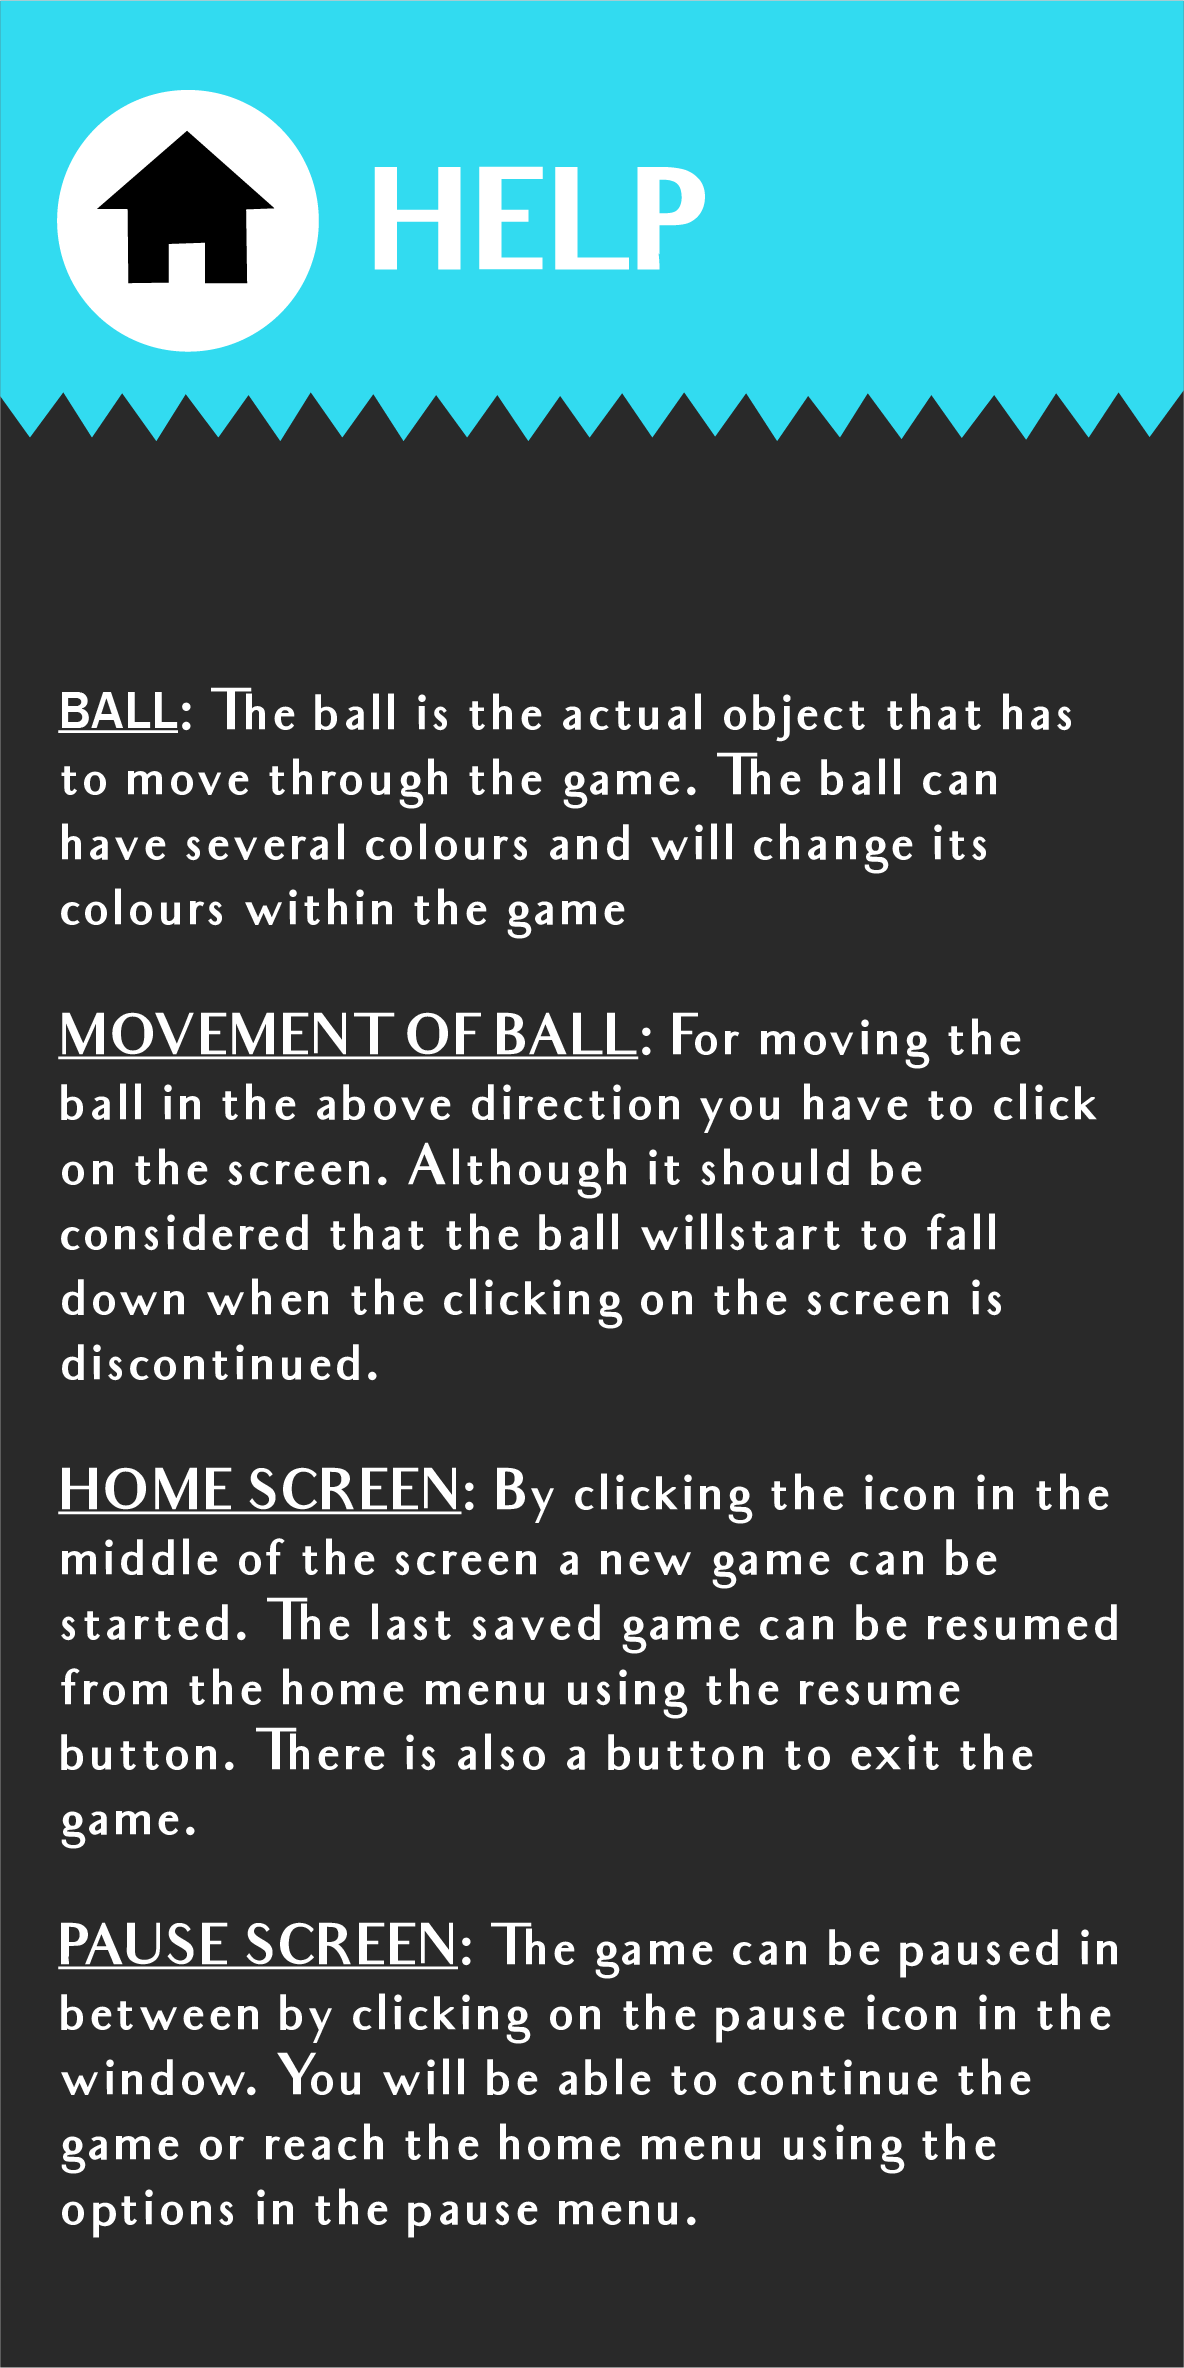 HELP
BALL: The ball is the actual object that has
to move through the game. The ball can
have several colours and will change its
colours within the game
MOVEMENT OF BALL: For moving the
ball in the above direction you have to click
on the screen. Although it should be
considered that the ball willstart to fall
down when the clicking on the screen is
discontinued.
HOME SCREEN: By clicking the icon in the
middle of the screen a new game can be
started. The last saved game can be resumed
from the home menu using the resume
button. There is also a button to exit the
game.
PAUSE SCREEN: The game can be paused in
between by clicking on the pause icon in the
window. You will be able to continue the
game or reach the home menu using the
options in the pause menu.